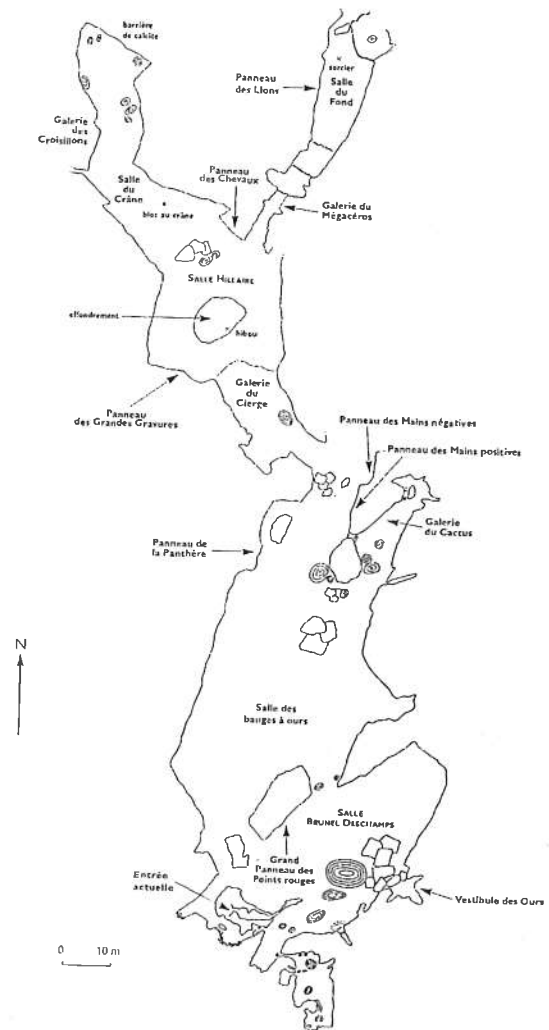 barrière
de calcite
sorcier
Panneau
des Lions
Salle
du
Fond
Galerie
des
Croisillons
Salle
du
Crâne
bloc au crâne
Panneau
des Chevaux
Galerie du
Mégacéros
SALLE HILLAIRE
effondrement
hibou
Panneau
des Grandes Gravures
Galerie
du
Cierge
Panneau des Mains négatives
Panneau des Mains positives
Galerie
du Cactus
Panneau de
la Panthère
N
Salle des
bauges à ours
SALLE
BRUNEL DESCHAMPS
Grand
Panneau des
Points rouges
Entrée
actuelle
Vestibule des Ours
0 10 m